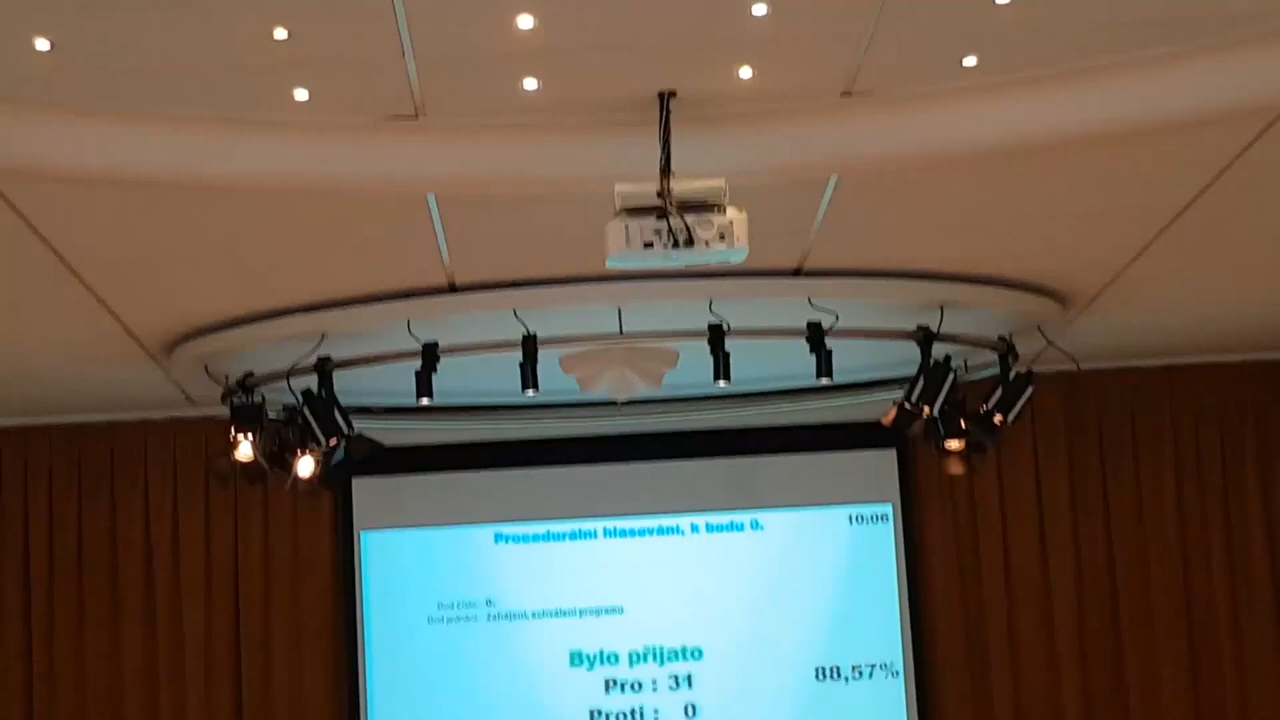 Procedurální hlasování, k bodu 0.
10:06
Bod číslo: 0.
Bod jednání: Zahájení, schválení programu
Bylo přijato
Pro : 31
88,57%
Proti : 0